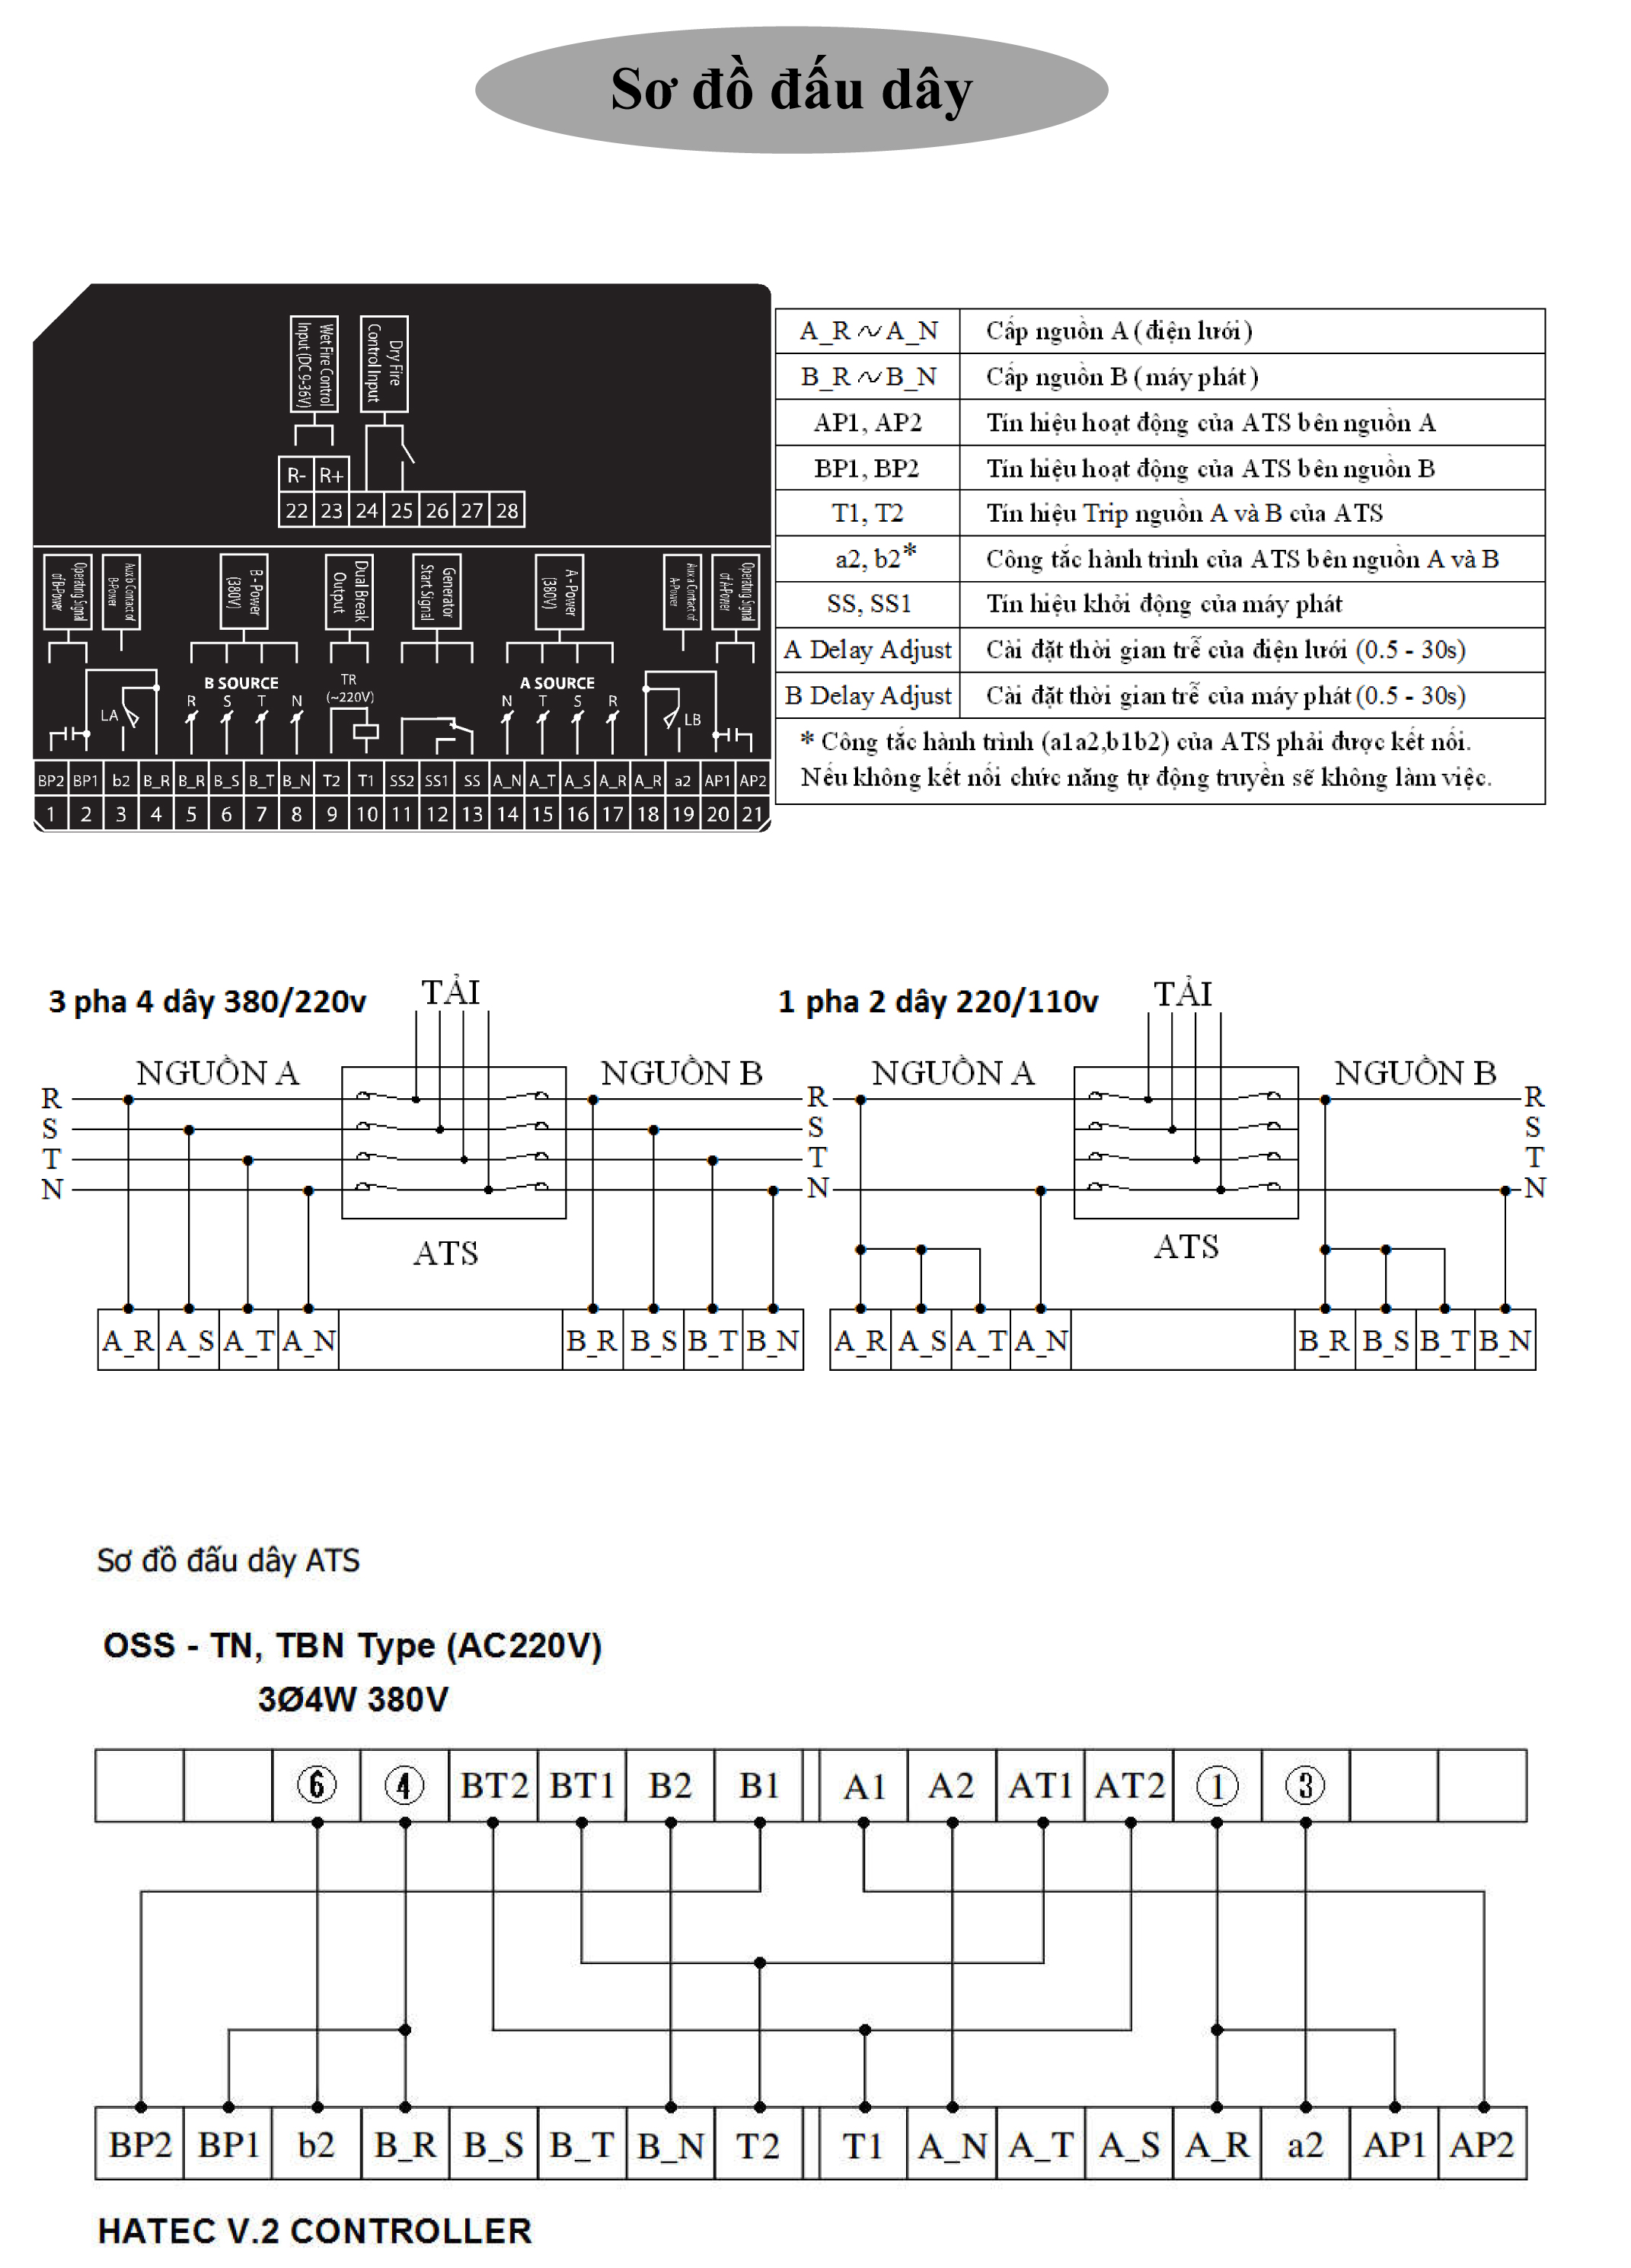 Sơ đồ đấu dây
Wet Fire Control
Input (DC 9-36V)
Dry Fire
Control Input
R- R+
22 23 24 25 26 27 28
Operating Signal
of B-Power
Aux.b Contact of
B-Power
B - Power
(380V)
Dual Break
Output
Generator
Start Signal
A - Power
(380V)
Aux.a Contact of
A-Power
Operating Signal
of A-Power
B SOURCE
R S T N
TR
(~220V)
A SOURCE
N T S R
LA
LB
BP2 BP1 b2 B_R B_R B_S B_T B_N T2 T1 SS2 SS1 SS A_N A_T A_S A_R A_R a2 AP1 AP2
1 2 3 4 5 6 7 8 9 10 11 12 13 14 15 16 17 18 19 20 21
A_R ~ A_N Cấp nguồn A (điện lưới)
B_R ~ B_N Cấp nguồn B (máy phát)
AP1, AP2 Tín hiệu hoạt động của ATS bên nguồn A
BP1, BP2 Tín hiệu hoạt động của ATS bên nguồn B
T1, T2 Tín hiệu Trip nguồn A và B của ATS
a2, b2* Công tắc hành trình của ATS bên nguồn A và B
SS, SS1 Tín hiệu khởi động của máy phát
A Delay Adjust Cài đặt thời gian trễ của điện lưới (0.5 - 30s)
B Delay Adjust Cài đặt thời gian trễ của máy phát (0.5 - 30s)
* Công tắc hành trình (a1a2,b1b2) của ATS phải được kết nối.
Nếu không kết nối chức năng tự động truyền sẽ không làm việc.
3 pha 4 dây 380/220v
TẢI
NGUỒN A
NGUỒN B
R
S
T
N
ATS
A_R A_S A_T A_N B_R B_S B_T B_N
1 pha 2 dây 220/110v
TẢI
NGUỒN A
NGUỒN B
R R
S S
T T
N N
ATS
A_R A_S A_T A_N B_R B_S B_T B_N
Sơ đồ đấu dây ATS
OSS - TN, TBN Type (AC220V)
3Ø4W 380V
⑥ ④ BT2 BT1 B2 B1 A1 A2 AT1 AT2 ① ③
BP2 BP1 b2 B_R B_S B_T B_N T2 T1 A_N A_T A_S A_R a2 AP1 AP2
HATEC V.2 CONTROLLER